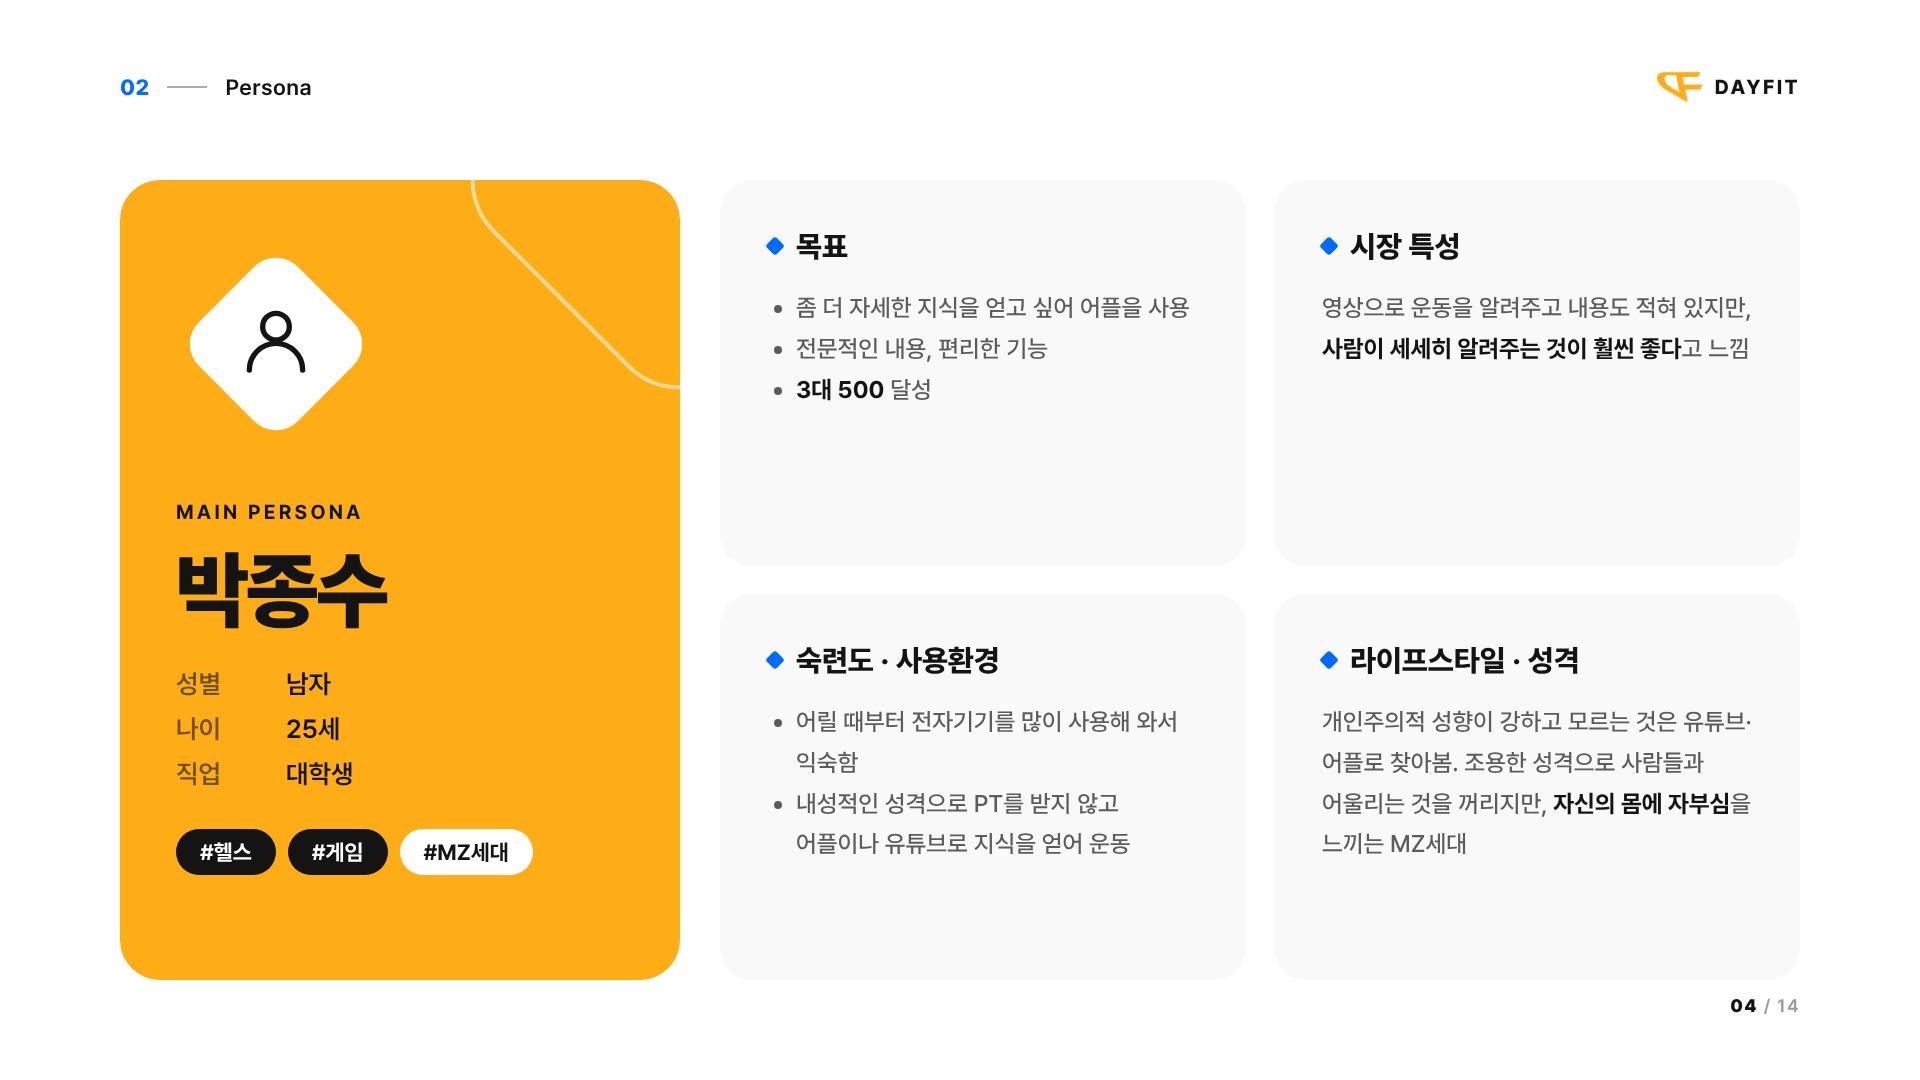 02 Persona
DAYFIT
MAIN PERSONA
박종수
성별 남자
나이 25세
직업 대학생
#헬스 #게임 #MZ세대
목표
좀 더 자세한 지식을 얻고 싶어 어플을 사용
전문적인 내용, 편리한 기능
3대 500 달성
시장 특성
영상으로 운동을 알려주고 내용도 적혀 있지만,
사람이 세세히 알려주는 것이 훨씬 좋다고 느낌
숙련도 · 사용환경
어릴 때부터 전자기기를 많이 사용해 와서
익숙함
내성적인 성격으로 PT를 받지 않고
어플이나 유튜브로 지식을 얻어 운동
라이프스타일 · 성격
개인주의적 성향이 강하고 모르는 것은 유튜브·
어플로 찾아봄. 조용한 성격으로 사람들과
어울리는 것을 꺼리지만, 자신의 몸에 자부심을
느끼는 MZ세대
04 / 14